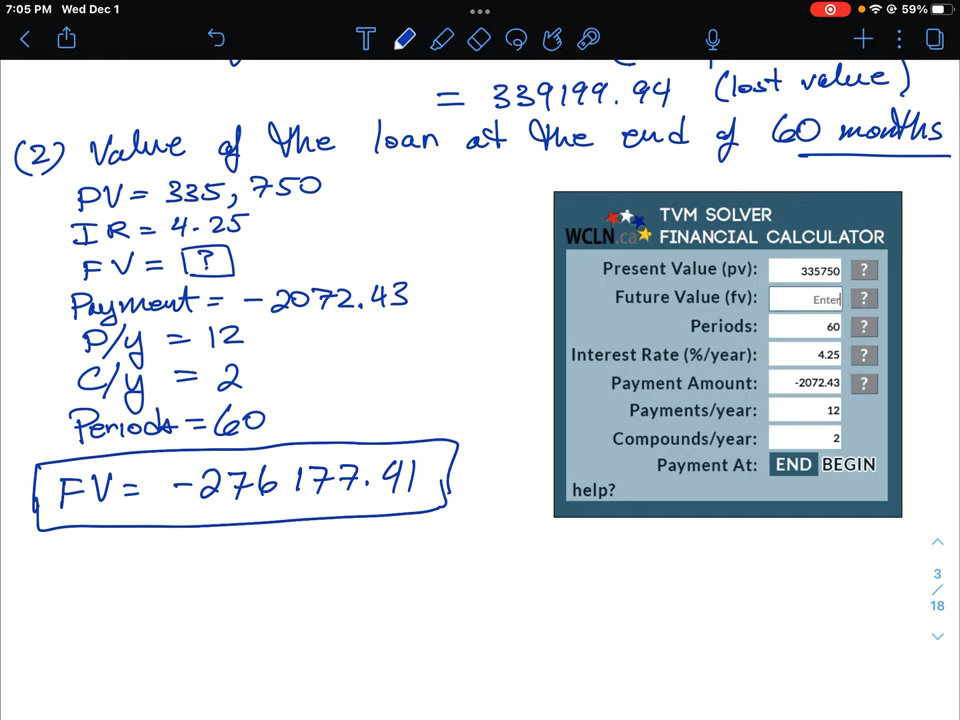 7:05 PM Wed Dec 1
59%
T
= 339199.94 (lost value)
(2) Value of the loan at the end of 60 months
PV = 335,750
IR = 4.25
FV = ?
Payment = -2072.43
P/y = 12
C/y = 2
Periods = 60
FV = -276 177.41
WCLN.ca
TVM SOLVER
FINANCIAL CALCULATOR
Present Value (pv): 335750 ?
Future Value (fv): Enter ?
Periods: 60 ?
Interest Rate (%/year): 4.25 ?
Payment Amount: -2072.43 ?
Payments/year: 12
Compounds/year: 2
Payment At: END BEGIN
help?
3
/
18